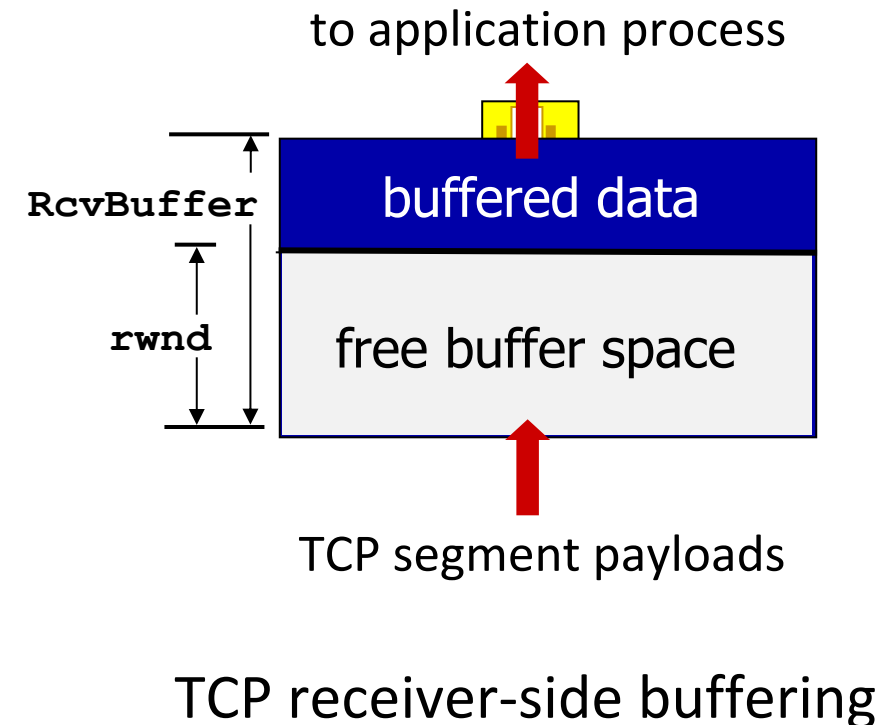 to application process
RcvBuffer
buffered data
rwnd
free buffer space
TCP segment payloads
TCP receiver-side buffering